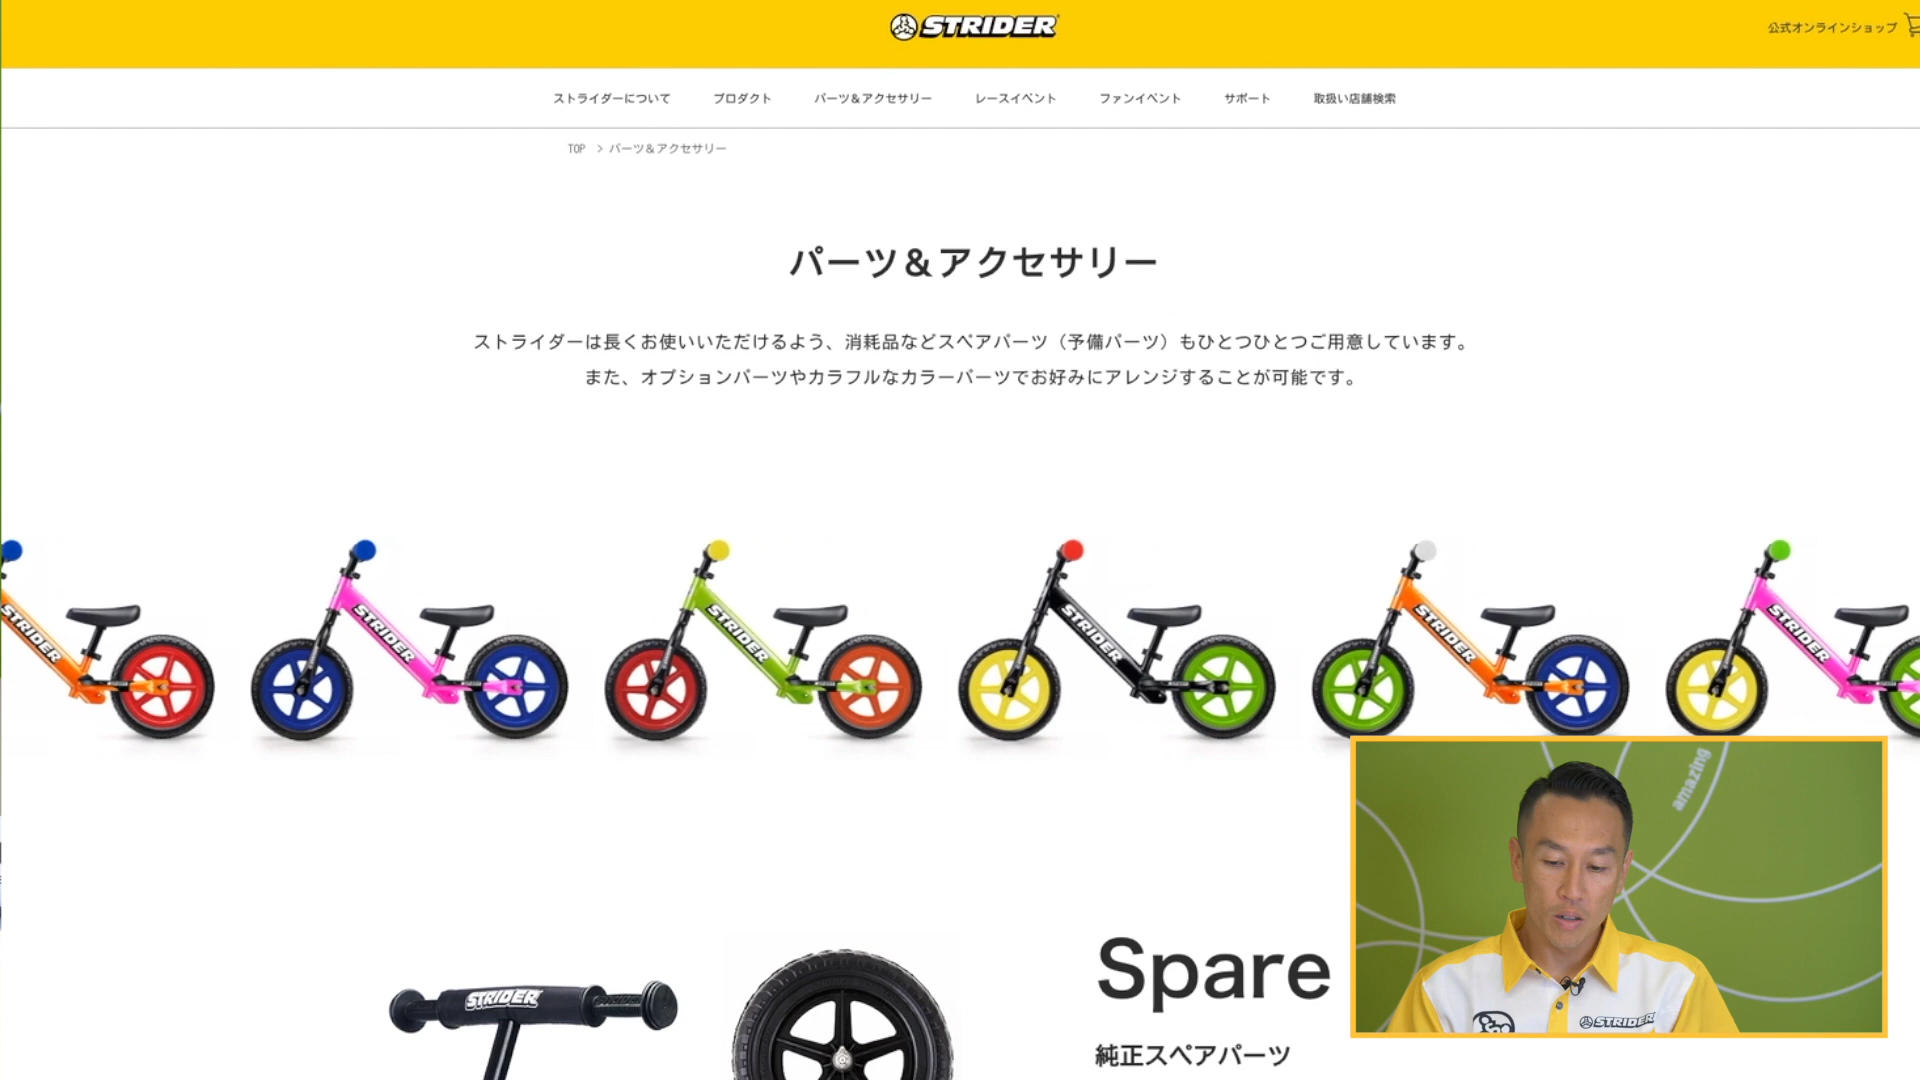 STRIDER
公式オンラインショップ
ストライダーについて
プロダクト
パーツ&アクセサリー
レースイベント
ファンイベント
サポート
取扱い店舗検索
TOP > パーツ&アクセサリー
パーツ&アクセサリー
ストライダーは長くお使いいただけるよう、消耗品などスペアパーツ（予備パーツ）もひとつひとつご用意しています。
また、オプションパーツやカラフルなカラーパーツでお好みにアレンジすることが可能です。
STRIDER
STRIDER
STRIDER
STRIDER
STRIDER
STRIDER
amazing
STRIDER
Spare
STRIDER
純正スペアパーツ